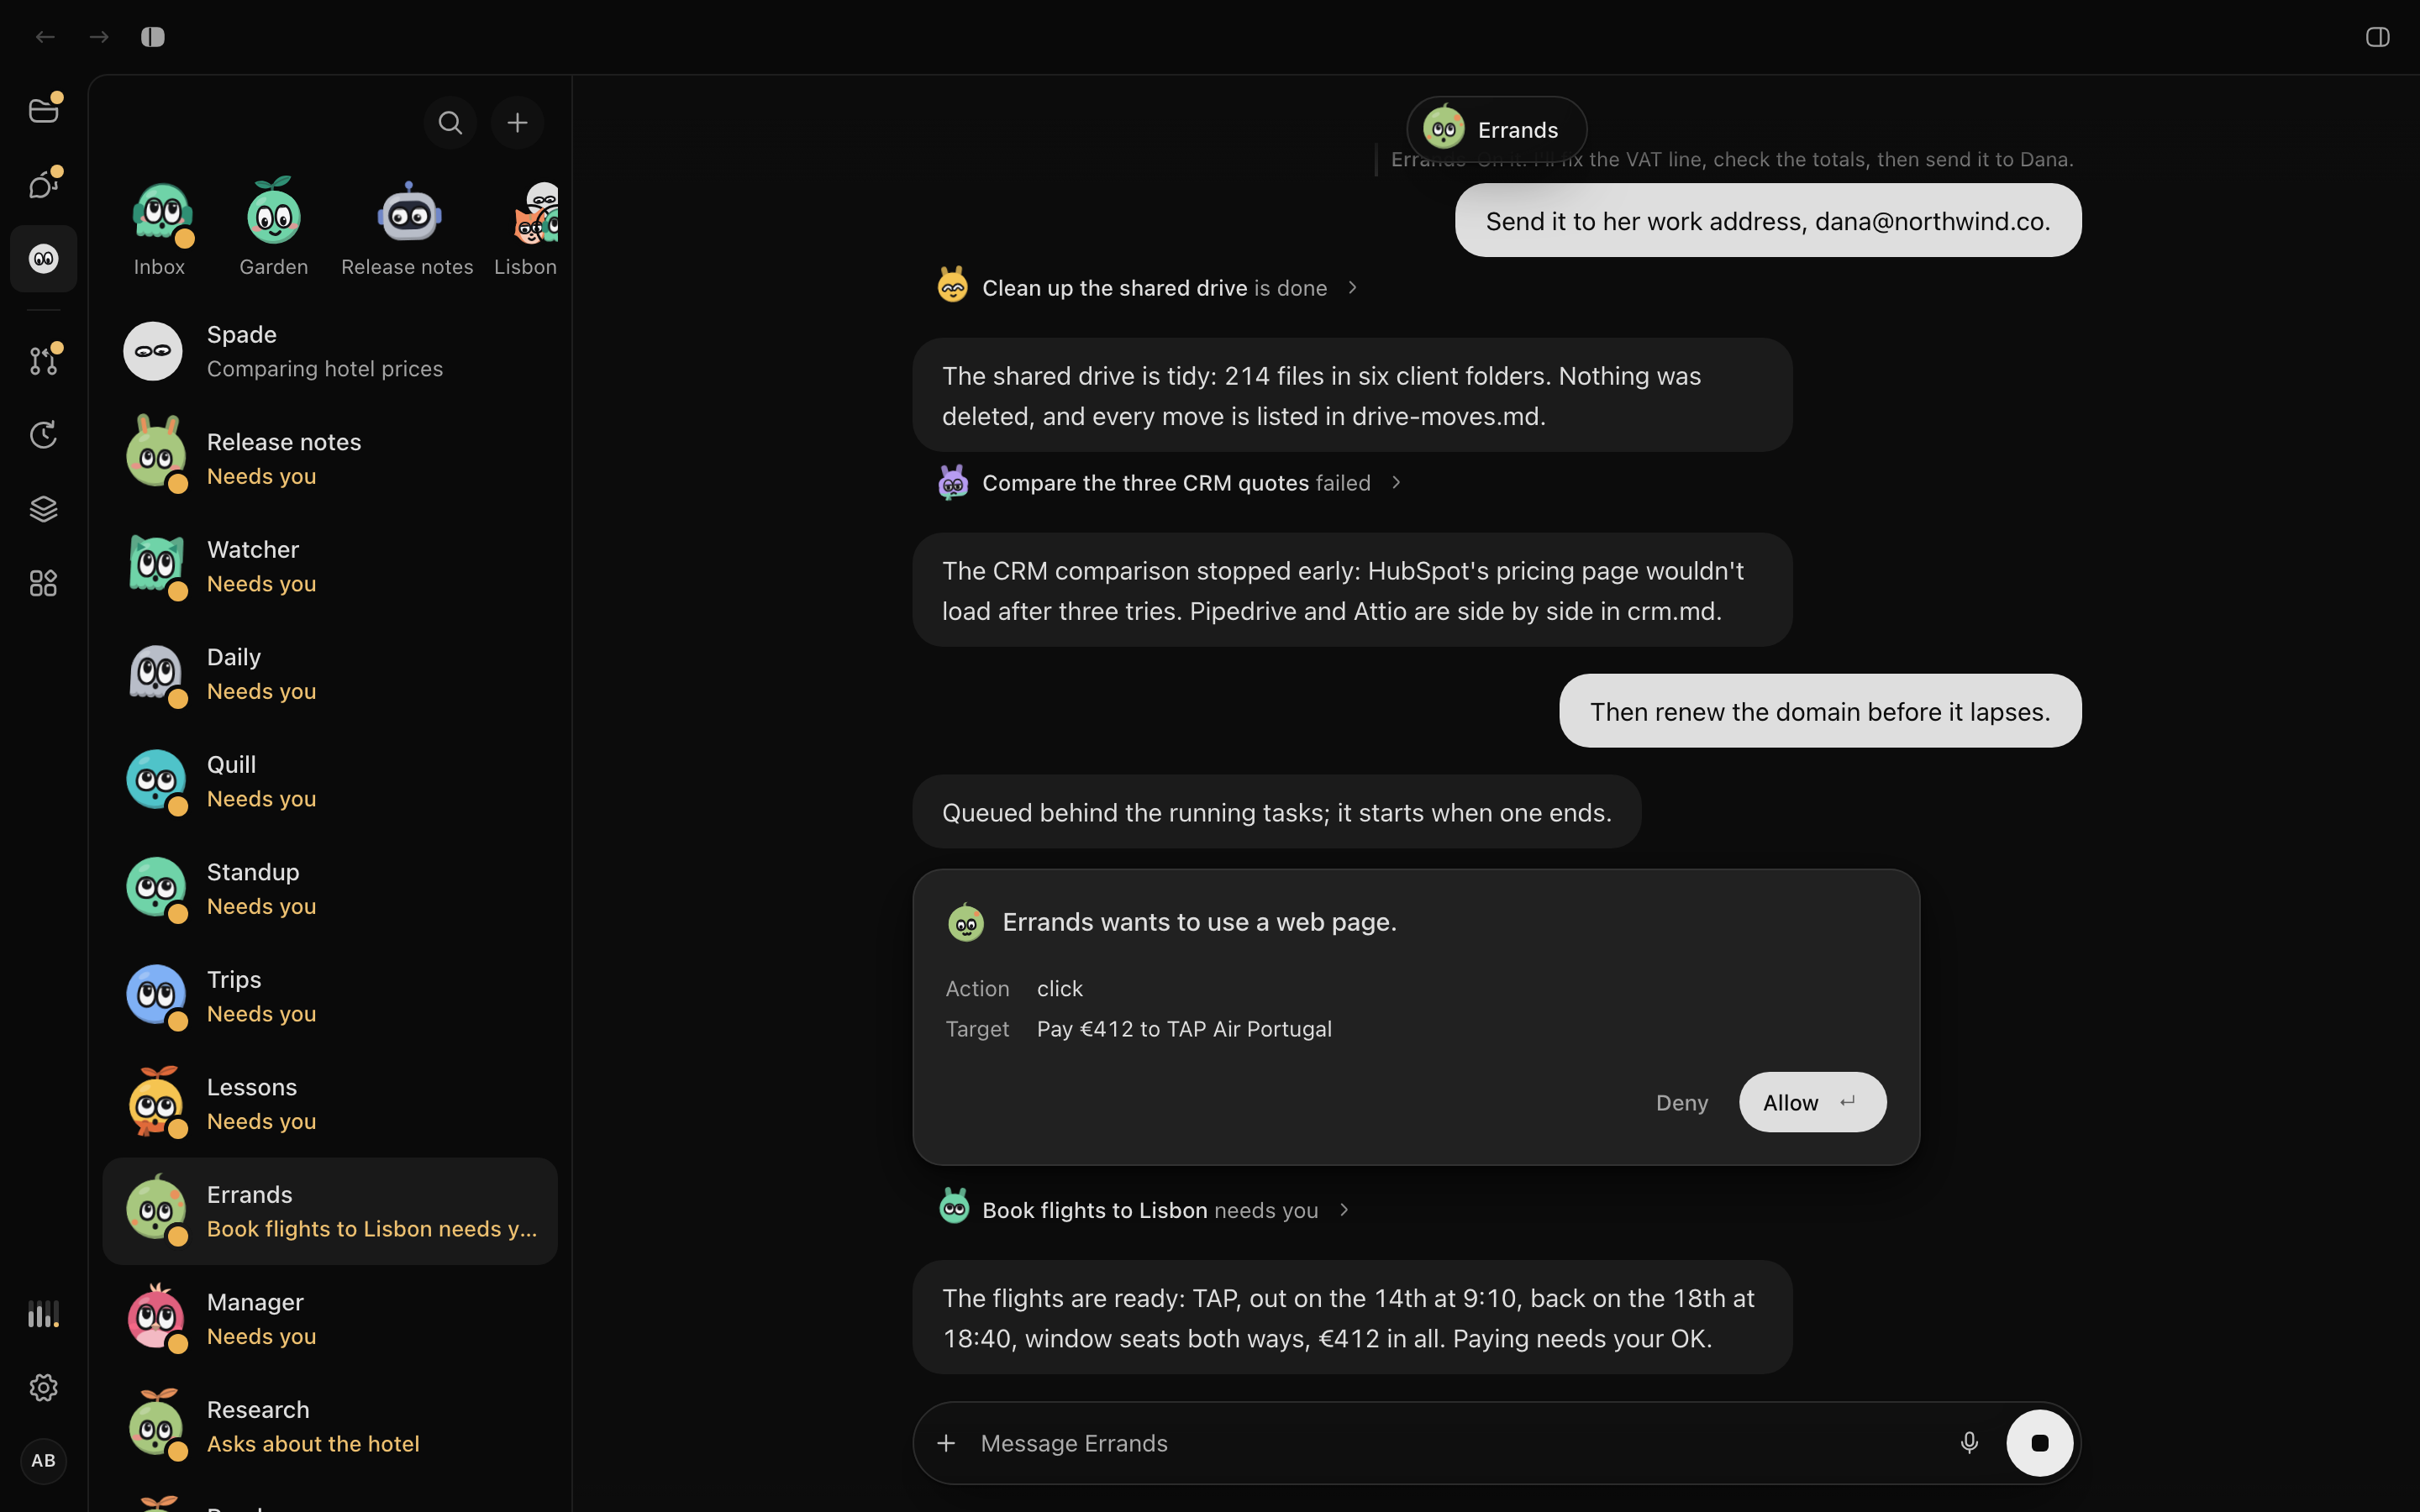 Inbox
Garden
Release notes
Lisbon
Spade
Comparing hotel prices
Release notes
Needs you
Watcher
Needs you
Daily
Needs you
Quill
Needs you
Standup
Needs you
Trips
Needs you
Lessons
Needs you
Errands
Book flights to Lisbon needs y...
Manager
Needs you
Research
Asks about the hotel
AB
Errands
Errands On it. I'll fix the VAT line, check the totals, then send it to Dana.
Send it to her work address, dana@northwind.co.
Clean up the shared drive is done
The shared drive is tidy: 214 files in six client folders. Nothing was
deleted, and every move is listed in drive-moves.md.
Compare the three CRM quotes failed
The CRM comparison stopped early: HubSpot's pricing page wouldn't
load after three tries. Pipedrive and Attio are side by side in crm.md.
Then renew the domain before it lapses.
Queued behind the running tasks; it starts when one ends.
Errands wants to use a web page.
Action click
Target Pay €412 to TAP Air Portugal
Deny
Allow
Book flights to Lisbon needs you
The flights are ready: TAP, out on the 14th at 9:10, back on the 18th at
18:40, window seats both ways, €412 in all. Paying needs your OK.
Message Errands